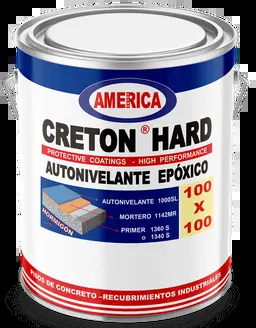 AMERICA
CRETON ® HARD
PROTECTIVE COATINGS - HIGH PERFORMANCE
AUTONIVELANTE EPÓXICO
AUTONIVELANTE 1000SL
MORTERO 1142MR
PRIMER 1360 S
o 1340 S
HORMIGON
100
X
100
PISOS DE CONCRETO-RECUBRIMIENTOS INDUSTRIALES